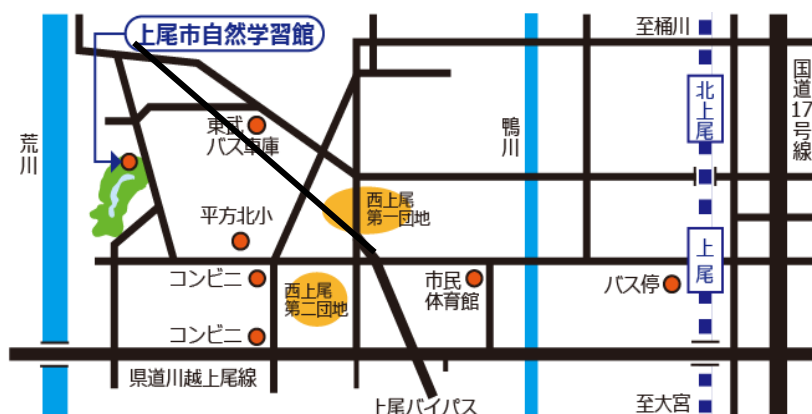 上尾市自然学習館
至桶川
北上尾
国道17号線
荒川
東武
バス車庫
鴨川
西上尾
第一団地
平方北小
コンビニ
西上尾
第二団地
市民
体育館
バス停
上尾
コンビニ
県道川越上尾線
上尾バイパス
至大宮